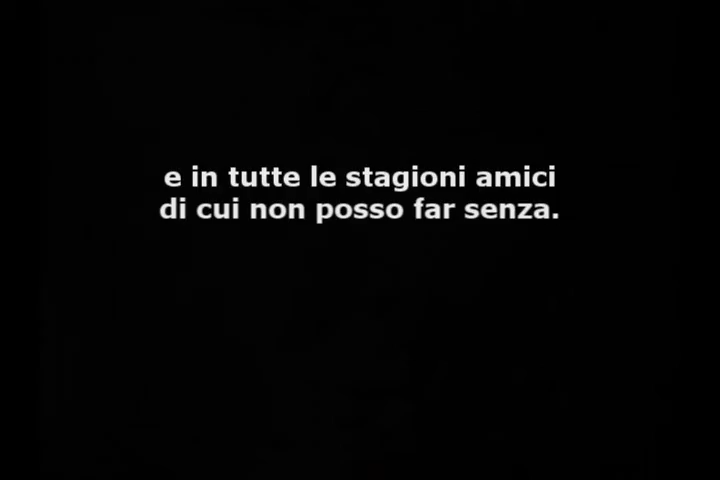 e in tutte le stagioni amici
di cui non posso far senza.